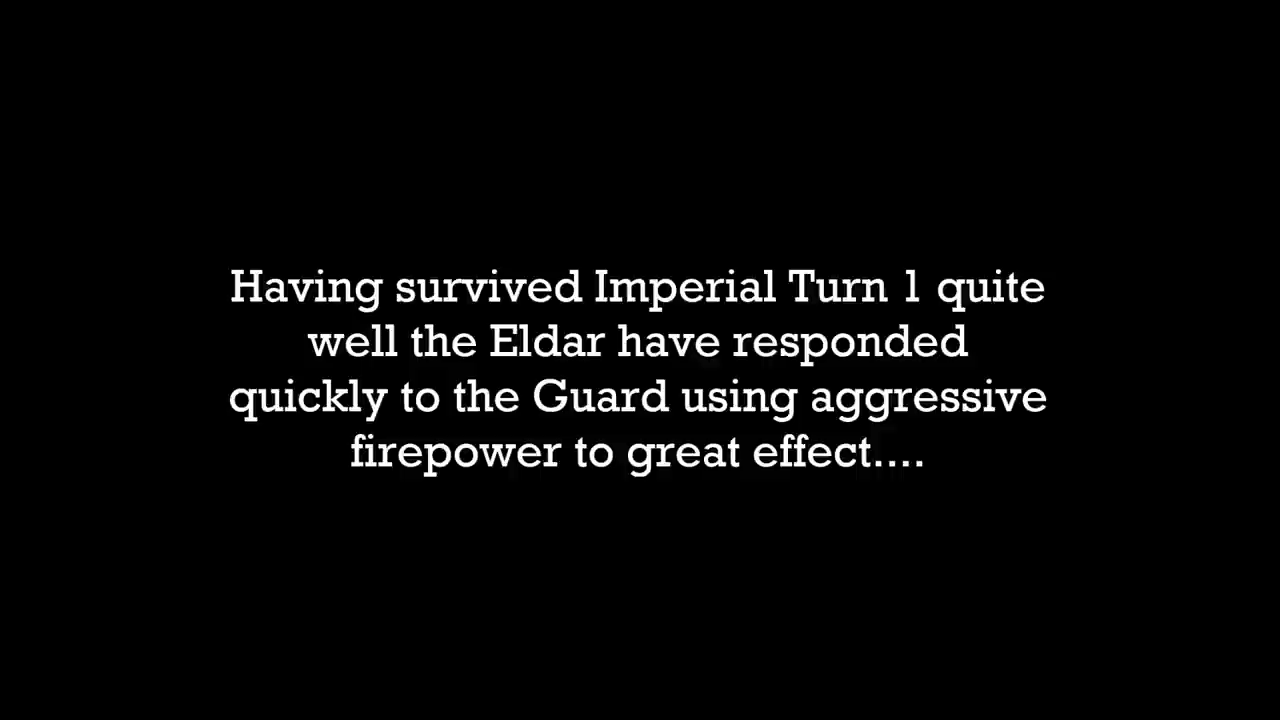 Having survived Imperial Turn 1 quite
well the Eldar have responded
quickly to the Guard using aggressive
firepower to great effect....